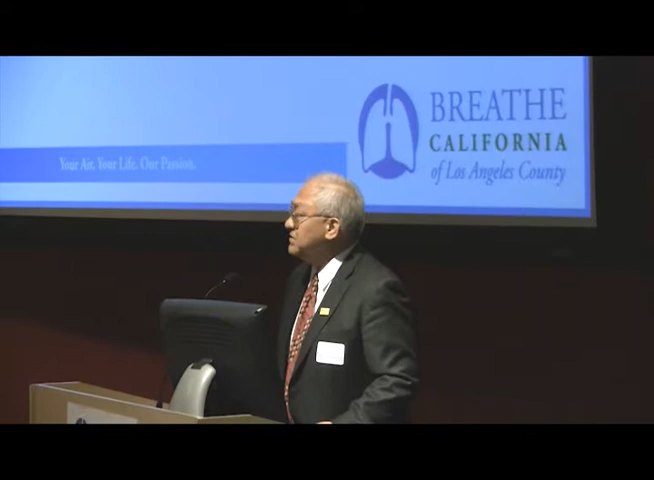 BREATHE
CALIFORNIA
of Los Angeles County
Your Air. Your Life. Our Passion.